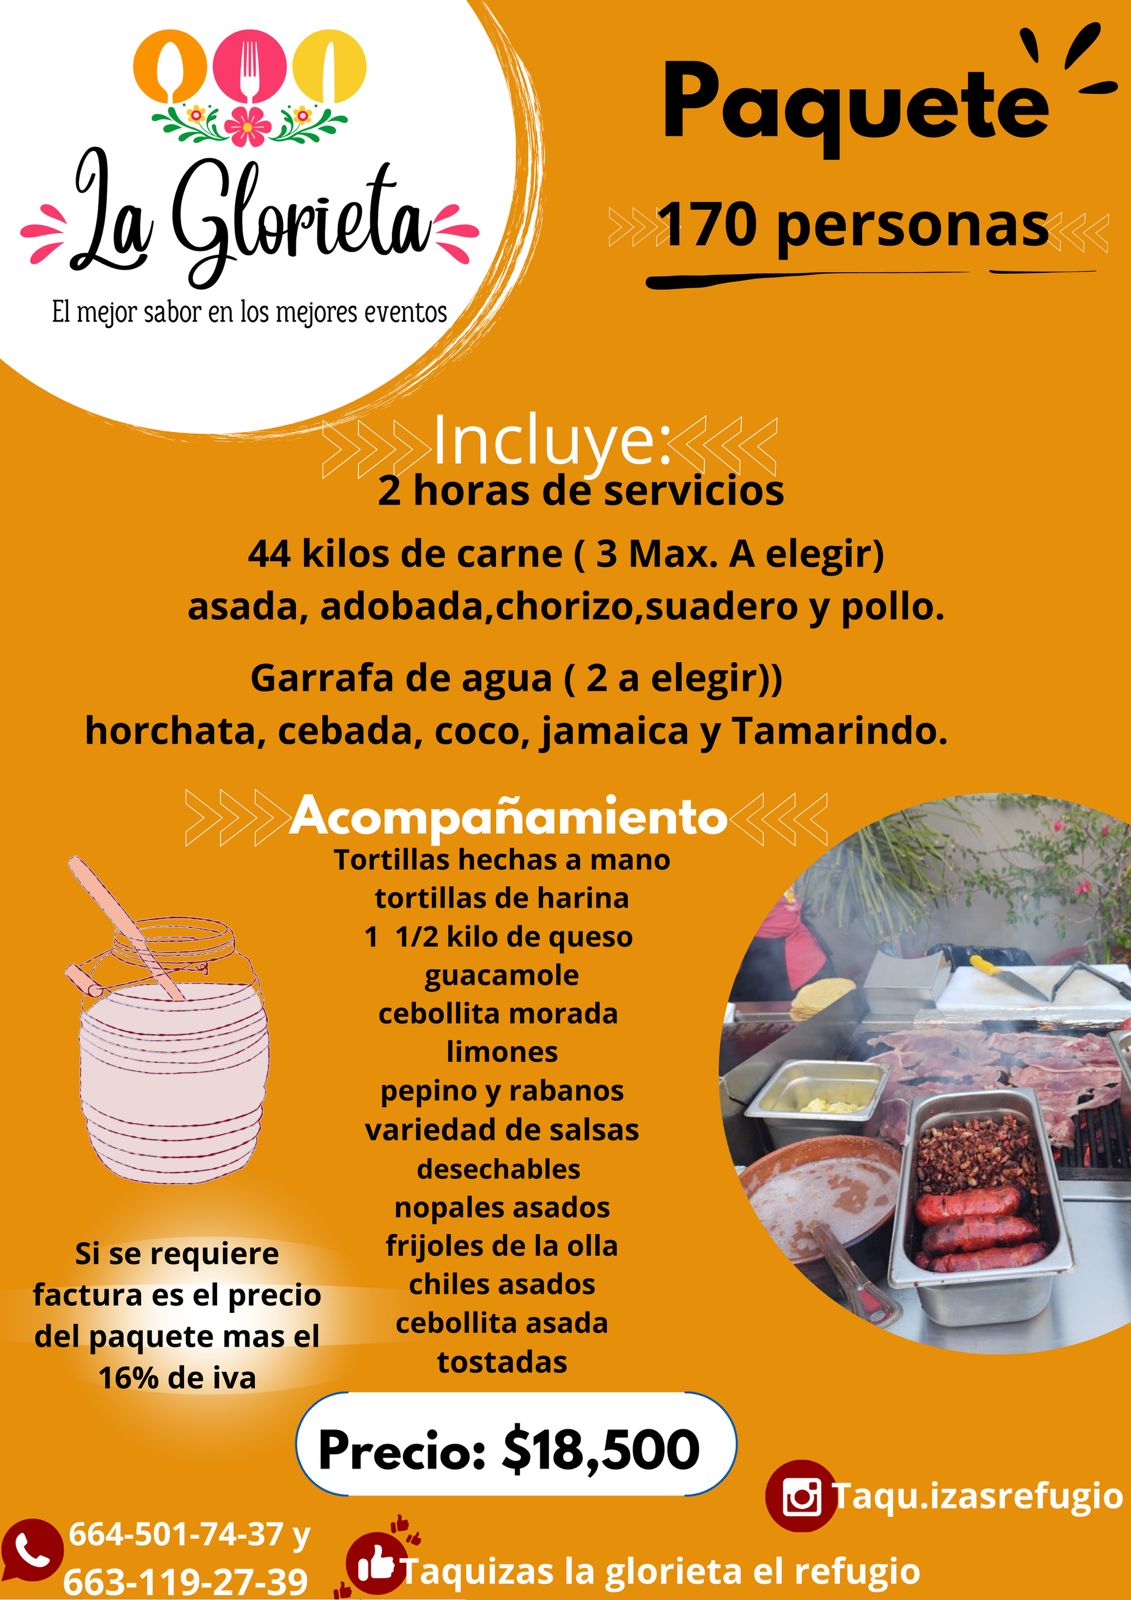 La Glorieta
El mejor sabor en los mejores eventos
Paquete
170 personas
Incluye:
2 horas de servicios
44 kilos de carne ( 3 Max. A elegir)
asada, adobada,chorizo,suadero y pollo.
Garrafa de agua ( 2 a elegir))
horchata, cebada, coco, jamaica y Tamarindo.
Acompañamiento
Tortillas hechas a mano
tortillas de harina
1 1/2 kilo de queso
guacamole
cebollita morada
limones
pepino y rabanos
variedad de salsas
desechables
nopales asados
frijoles de la olla
chiles asados
cebollita asada
tostadas
Si se requiere
factura es el precio
del paquete mas el
16% de iva
Precio: $18,500
Taqu.izasrefugio
664-501-74-37 y
663-119-27-39
Taquizas la glorieta el refugio